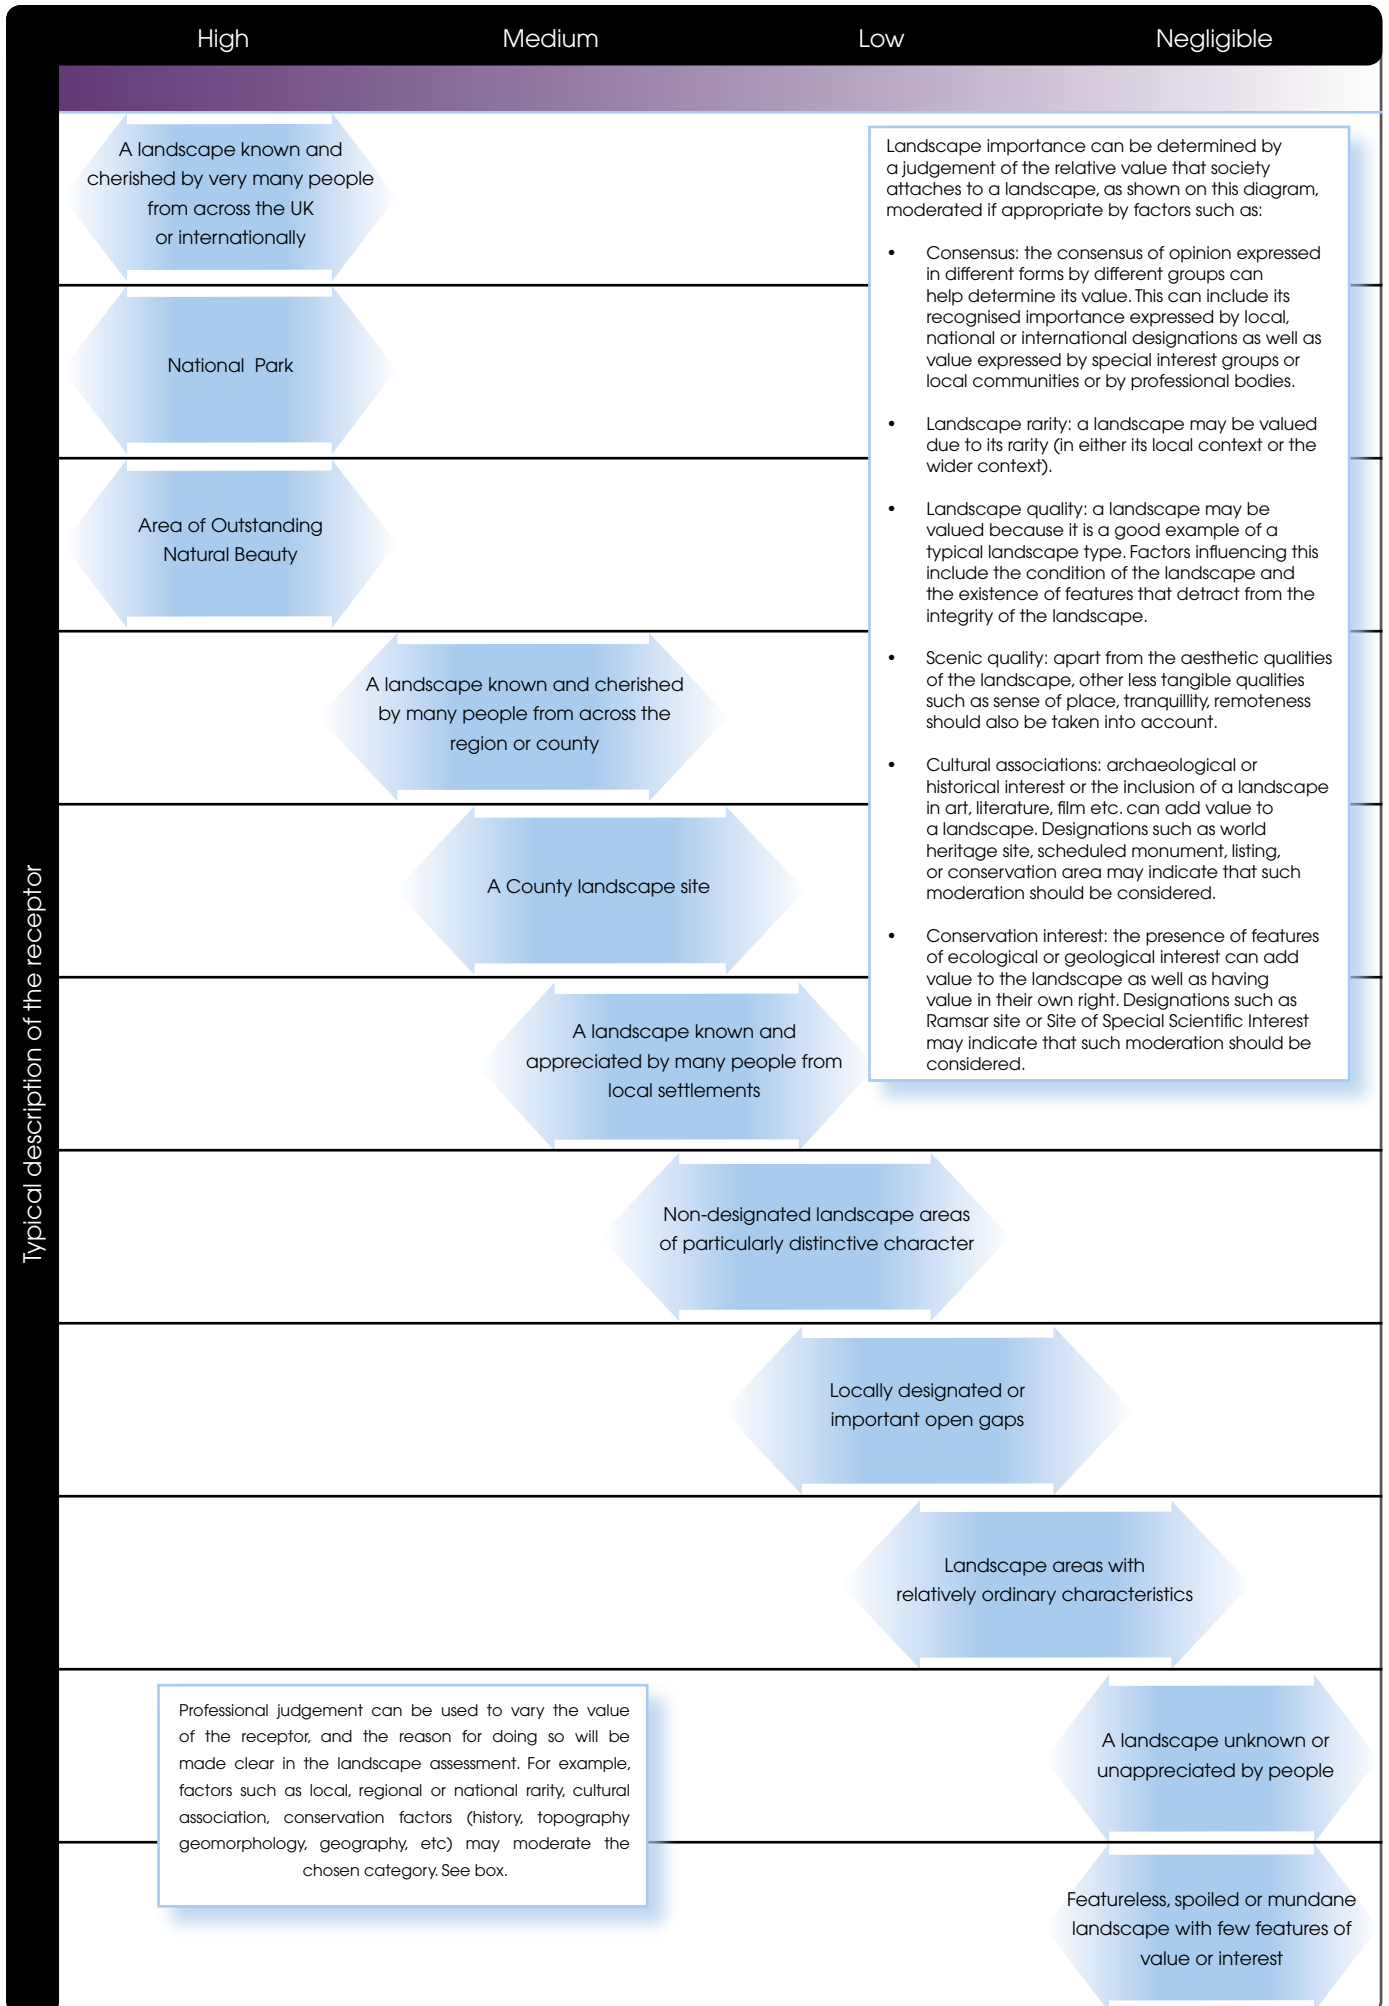 High Medium Low Negligible
Typical description of the receptor
A landscape known and
cherished by very many people
from across the UK
or internationally
National Park
Area of Outstanding
Natural Beauty
A landscape known and cherished
by many people from across the
region or county
A County landscape site
A landscape known and
appreciated by many people from
local settlements
Non-designated landscape areas
of particularly distinctive character
Locally designated or
important open gaps
Landscape areas with
relatively ordinary characteristics
A landscape unknown or
unappreciated by people
Featureless, spoiled or mundane
landscape with few features of
value or interest
Landscape importance can be determined by
a judgement of the relative value that society
attaches to a landscape, as shown on this diagram,
moderated if appropriate by factors such as:
• Consensus: the consensus of opinion expressed
in different forms by different groups can
help determine its value. This can include its
recognised importance expressed by local,
national or international designations as well as
value expressed by special interest groups or
local communities or by professional bodies.
• Landscape rarity: a landscape may be valued
due to its rarity (in either its local context or the
wider context).
• Landscape quality: a landscape may be
valued because it is a good example of a
typical landscape type. Factors influencing this
include the condition of the landscape and
the existence of features that detract from the
integrity of the landscape.
• Scenic quality: apart from the aesthetic qualities
of the landscape, other less tangible qualities
such as sense of place, tranquillity, remoteness
should also be taken into account.
• Cultural associations: archaeological or
historical interest or the inclusion of a landscape
in art, literature, film etc. can add value to
a landscape. Designations such as world
heritage site, scheduled monument, listing,
or conservation area may indicate that such
moderation should be considered.
• Conservation interest: the presence of features
of ecological or geological interest can add
value to the landscape as well as having
value in their own right. Designations such as
Ramsar site or Site of Special Scientific Interest
may indicate that such moderation should be
considered.
Professional judgement can be used to vary the value
of the receptor, and the reason for doing so will be
made clear in the landscape assessment. For example,
factors such as local, regional or national rarity, cultural
association, conservation factors (history, topography
geomorphology, geography, etc) may moderate the
chosen category. See box.